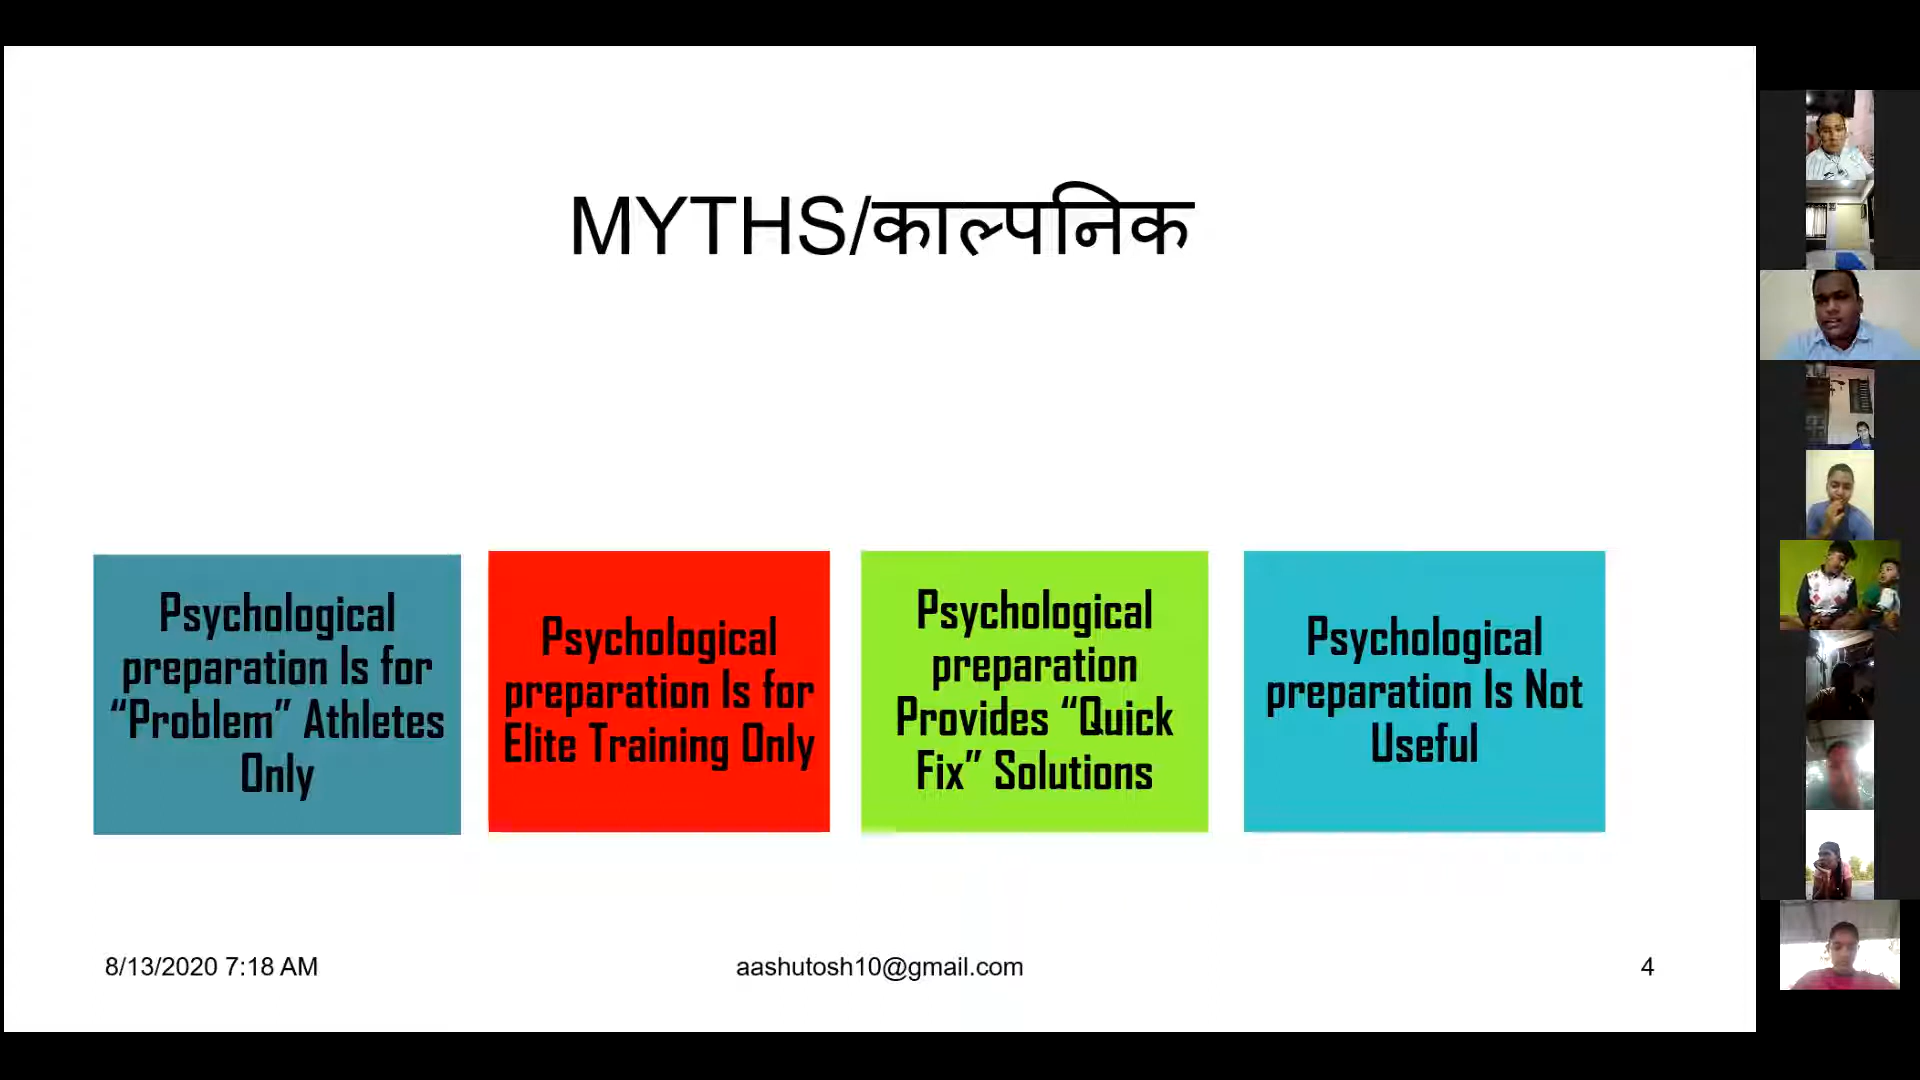 MYTHS/काल्पनिक
Psychological
preparation Is for
“Problem” Athletes
Only
Psychological
preparation Is for
Elite Training Only
Psychological
preparation
Provides “Quick
Fix” Solutions
Psychological
preparation Is Not
Useful
8/13/2020 7:18 AM
aashutosh10@gmail.com
4